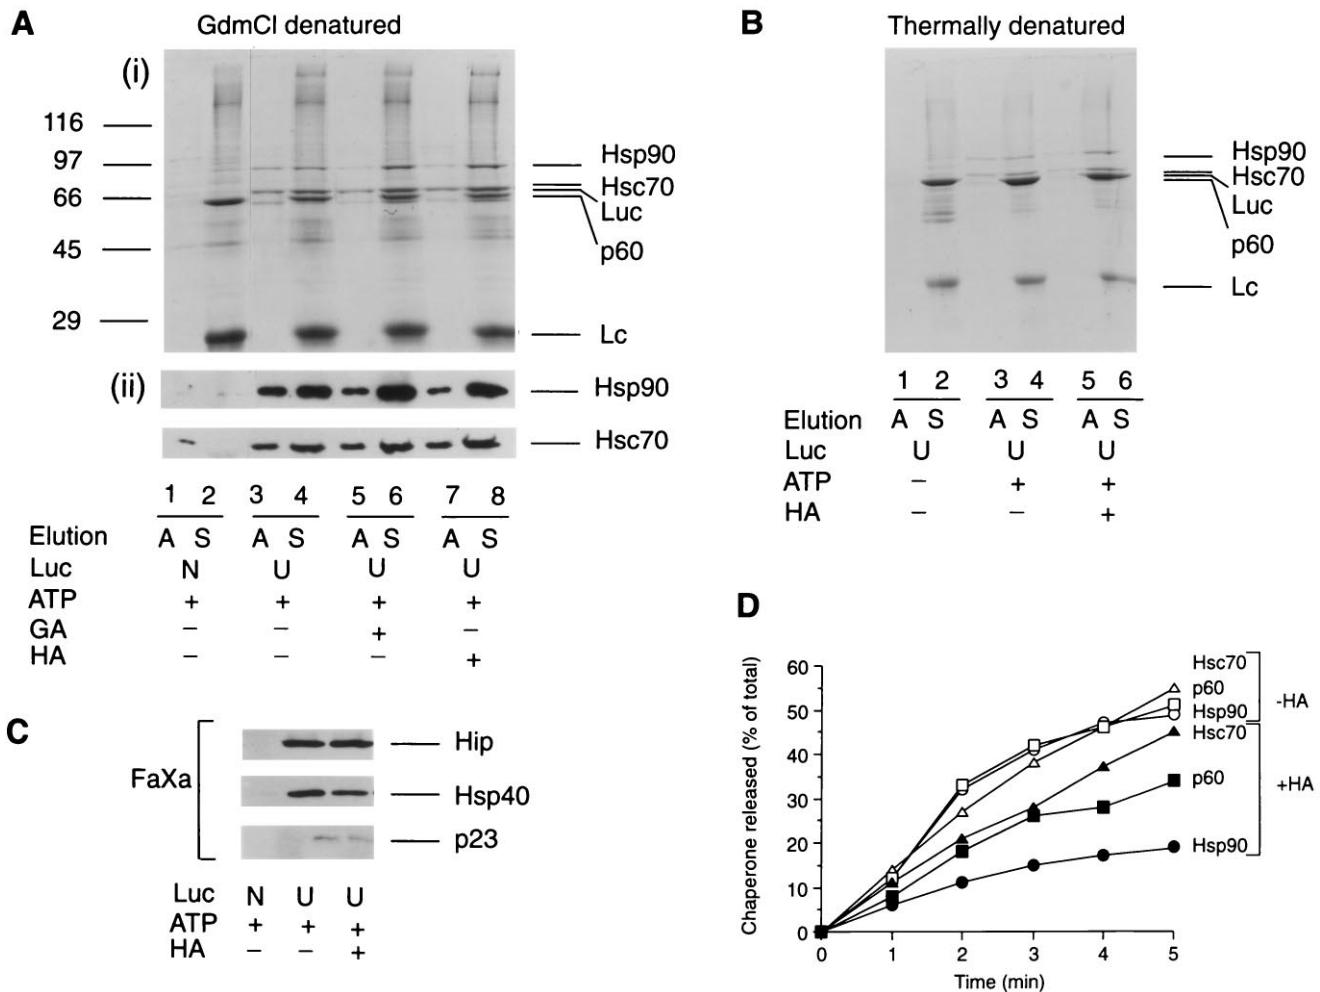 A
GdmCl denatured
(i)
116
97
66
45
29
Hsp90
Hsc70
Luc
p60
Lc
(ii)
Hsp90
Hsc70
1 2 3 4 5 6 7 8
Elution A S A S A S A S
Luc N U U U
ATP + + + +
GA – – + –
HA – – – +
B
Thermally denatured
Hsp90
Hsc70
Luc
p60
Lc
1 2 3 4 5 6
Elution A S A S A S
Luc U U U
ATP – + +
HA – – +
C
FaXa
Hip
Hsp40
p23
Luc N U U
ATP + + +
HA – – +
D
Chaperone released (% of total)
60
50
40
30
20
10
0
0 1 2 3 4 5
Time (min)
Hsc70
p60
Hsp90
-HA
Hsc70
p60
Hsp90
+HA